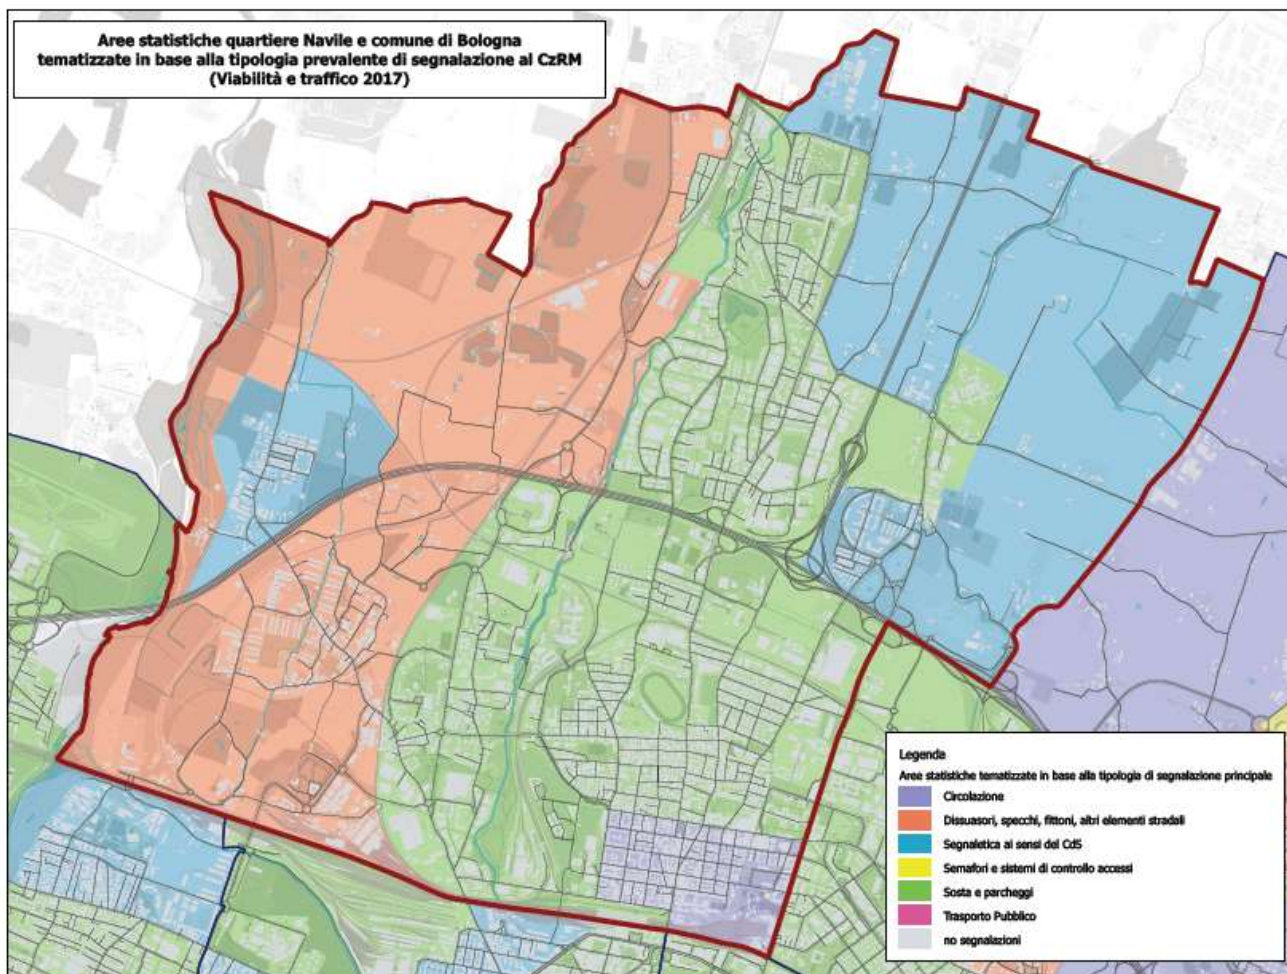 Aree statistiche quartiere Navile e comune di Bologna
tematizzate in base alla tipologia prevalente di segnalazione al CzRM
(Viabilità e traffico 2017)
Legenda
Aree statistiche tematizzate in base alla tipologia di segnalazione principale
Circolazione
Dissuasori, specchi, fittoni, altri elementi stradali
Segnaletica ai sensi del CdS
Semafori e sistemi di controllo accessi
Sosta e parcheggi
Trasporto Pubblico
no segnalazioni